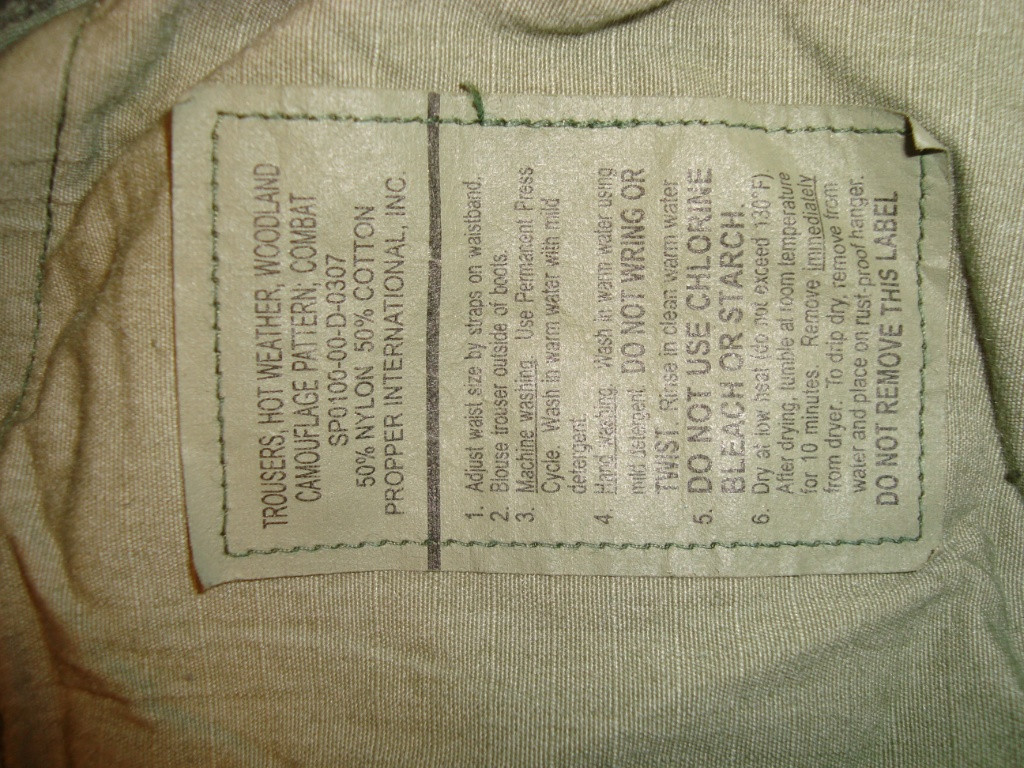 TROUSERS, HOT WEATHER, WOODLAND
CAMOUFLAGE PATTERN; COMBAT
SP0100-00-D-0307
50% NYLON 50% COTTON
PROPPER INTERNATIONAL, INC.
1. Adjust waist size by straps on waistband.
2. Blouse trouser outside of boots.
3. Machine washing. Use Permanent Press
Cycle. Wash in warm water with mild
detergent.
4. Hand washing. Wash in warm water using
mild detergent. DO NOT WRING OR
TWIST. Rinse in clean warm water.
5. DO NOT USE CHLORINE
BLEACH OR STARCH
6. Dry at low heat (do not exceed 130°F)
After drying, tumble at room temperature
for 10 minutes. Remove immediately
from dryer. To drip dry, remove from
water and place on rust-proof hanger.
DO NOT REMOVE THIS LABEL